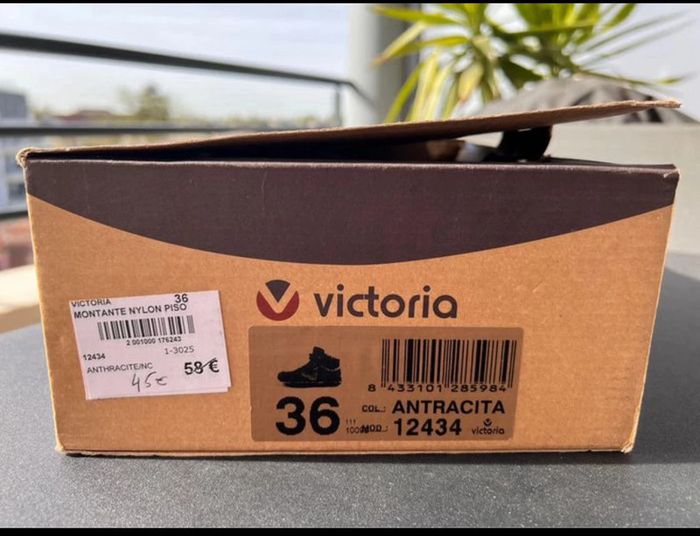 VICTORIA 36
MONTANTE NYLON PISO
2 001000 176243
12434 1-3025
ANTHRACITE/NC 58 €
45€
victoria
8 433101 285984
36 COL.: ANTRACITA
MOD.: 12434 victoria